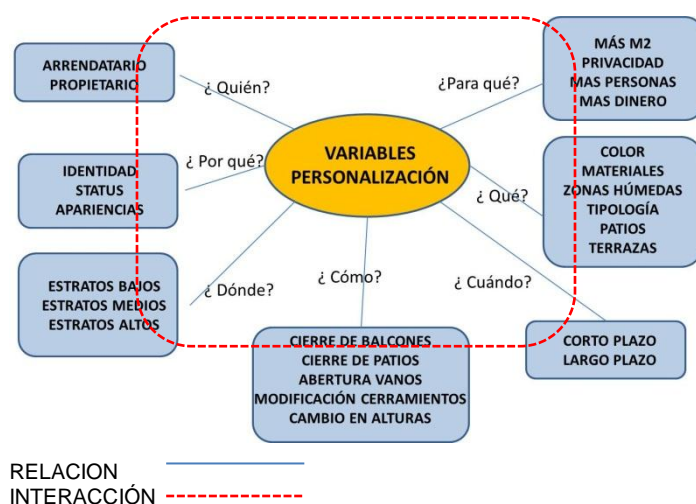 ARRENDATARIO
PROPIETARIO
¿ Quién?
¿Para qué?
MÁS M2
PRIVACIDAD
MAS PERSONAS
MAS DINERO
VARIABLES
PERSONALIZACIÓN
IDENTIDAD
STATUS
APARIENCIAS
¿ Por qué?
¿ Qué?
COLOR
MATERIALES
ZONAS HÚMEDAS
TIPOLOGÍA
PATIOS
TERRAZAS
ESTRATOS BAJOS
ESTRATOS MEDIOS
ESTRATOS ALTOS
¿ Dónde?
¿ Cómo?
¿ Cuándo?
CIERRE DE BALCONES
CIERRE DE PATIOS
ABERTURA VANOS
MODIFICACIÓN CERRAMIENTOS
CAMBIO EN ALTURAS
CORTO PLAZO
LARGO PLAZO
RELACION
INTERACCIÓN